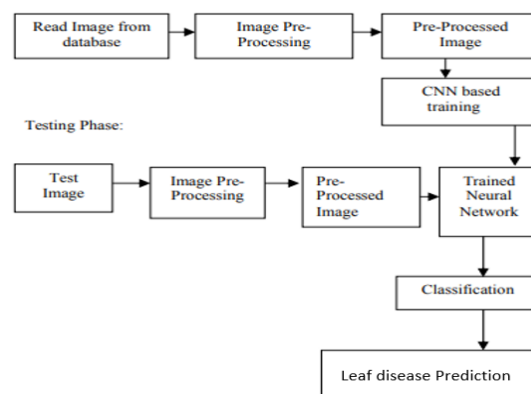 Read Image from
database
Image Pre-
Processing
Pre-Processed
Image
CNN based
training
Testing Phase:
Test
Image
Image Pre-
Processing
Pre-
Processed
Image
Trained
Neural
Network
Classification
Leaf disease Prediction